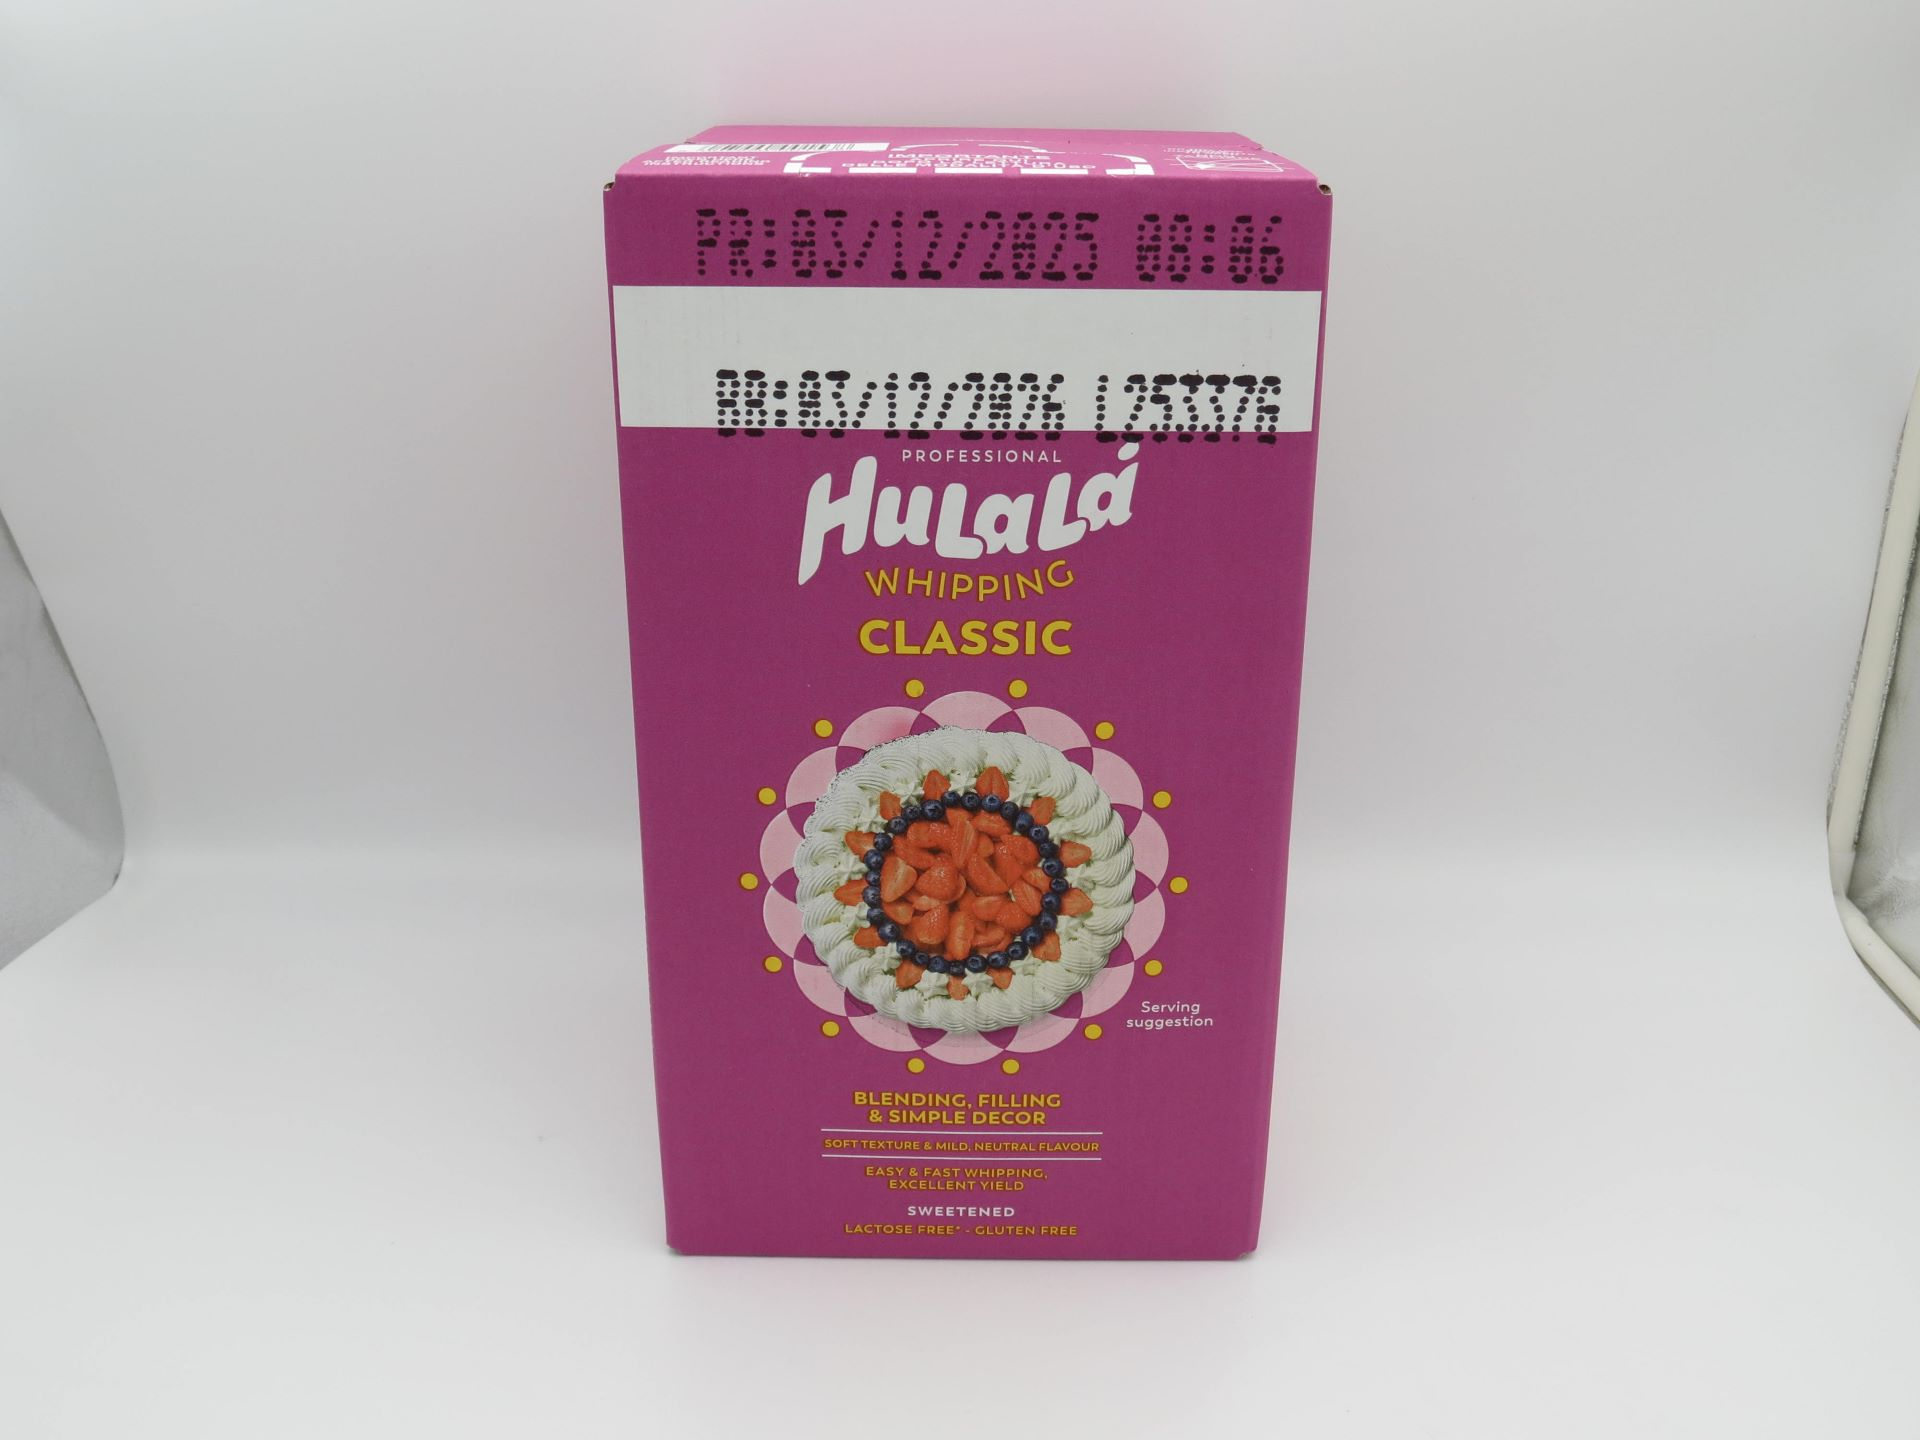 IMPORTANTE
PR:03/12/2025 08:06
BB:03/12/2026 L25337G
PROFESSIONAL
HuLaLá
WHIPPING
CLASSIC
Serving
suggestion
BLENDING, FILLING
& SIMPLE DECOR
SOFT TEXTURE & MILD, NEUTRAL FLAVOUR
EASY & FAST WHIPPING,
EXCELLENT YIELD
SWEETENED
LACTOSE FREE* - GLUTEN FREE